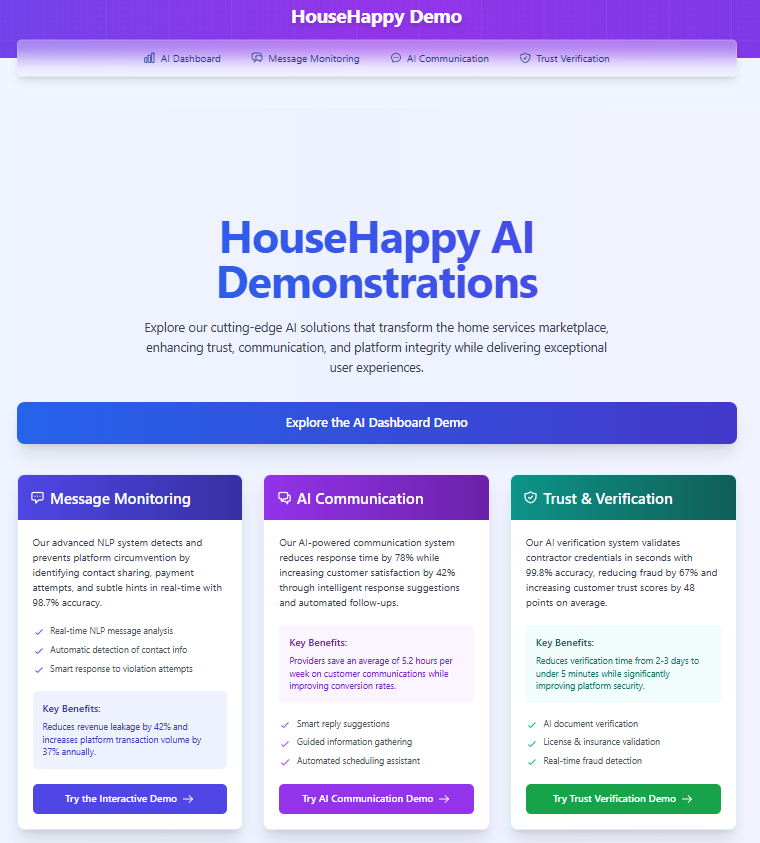 HouseHappy Demo
AI Dashboard
Message Monitoring
AI Communication
Trust Verification
HouseHappy AI
Demonstrations
Explore our cutting-edge AI solutions that transform the home services marketplace,
enhancing trust, communication, and platform integrity while delivering exceptional
user experiences.
Explore the AI Dashboard Demo
Message Monitoring
Our advanced NLP system detects and
prevents platform circumvention by
identifying contact sharing, payment
attempts, and subtle hints in real-time with
98.7% accuracy.
Real-time NLP message analysis
Automatic detection of contact info
Smart response to violation attempts
Key Benefits:
Reduces revenue leakage by 42% and
increases platform transaction volume by
37% annually.
Try the Interactive Demo →
AI Communication
Our AI-powered communication system
reduces response time by 78% while
increasing customer satisfaction by 42%
through intelligent response suggestions
and automated follow-ups.
Key Benefits:
Providers save an average of 5.2 hours per
week on customer communications while
improving conversion rates.
Smart reply suggestions
Guided information gathering
Automated scheduling assistant
Try AI Communication Demo →
Trust & Verification
Our AI verification system validates
contractor credentials in seconds with
99.8% accuracy, reducing fraud by 67% and
increasing customer trust scores by 48
points on average.
Key Benefits:
Reduces verification time from 2-3 days to
under 5 minutes while significantly
improving platform security.
AI document verification
License & insurance validation
Real-time fraud detection
Try Trust Verification Demo →